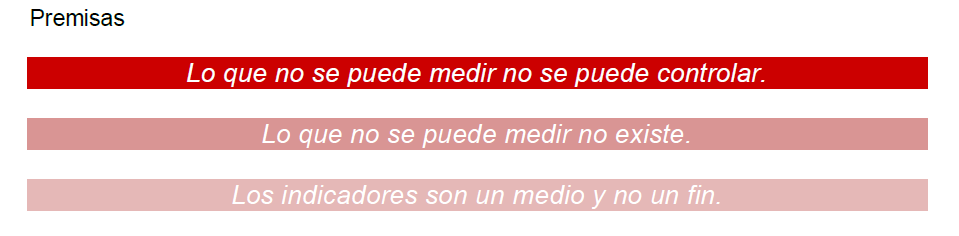 Premisas
Lo que no se puede medir no se puede controlar.
Lo que no se puede medir no existe.
Los indicadores son un medio y no un fin.